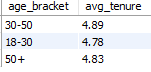 age_bracket avg_tenure
30-50 4.89
18-30 4.78
50+ 4.83